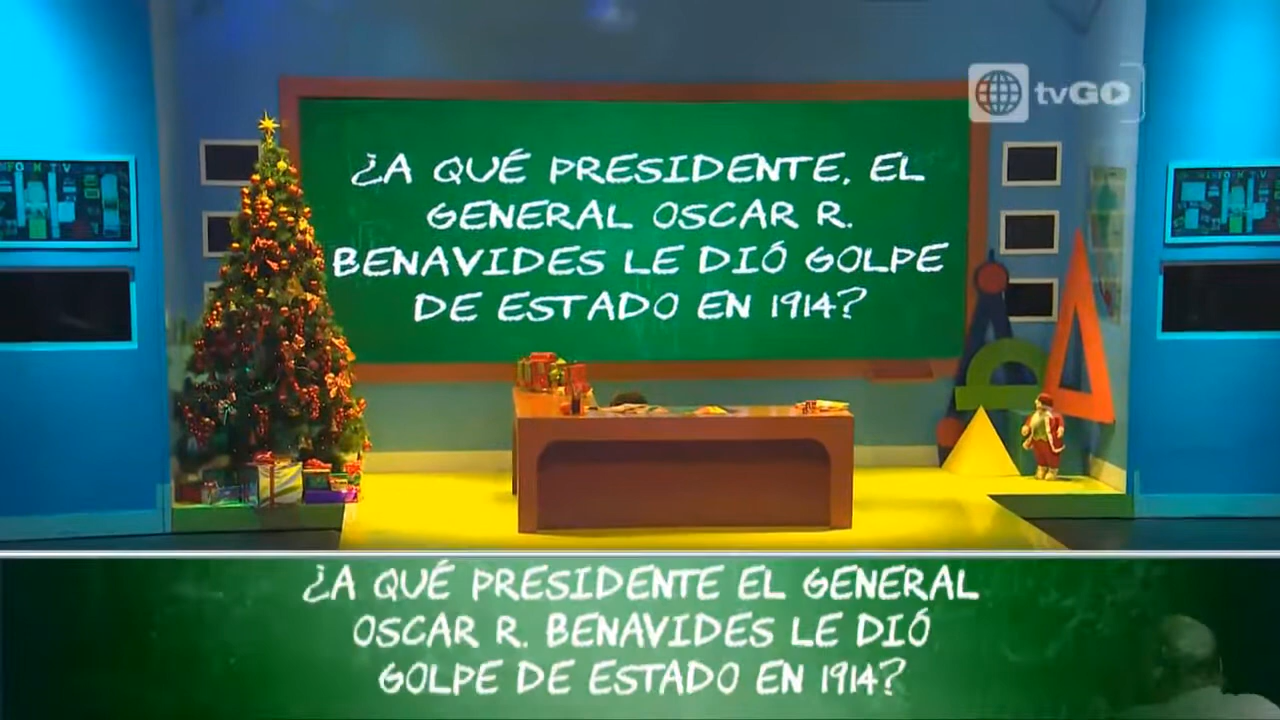 tvGO
¿A QUÉ PRESIDENTE, EL
GENERAL OSCAR R.
BENAVIDES LE DIÓ GOLPE
DE ESTADO EN 1914?
¿A QUÉ PRESIDENTE EL GENERAL
OSCAR R. BENAVIDES LE DIÓ
GOLPE DE ESTADO EN 1914?